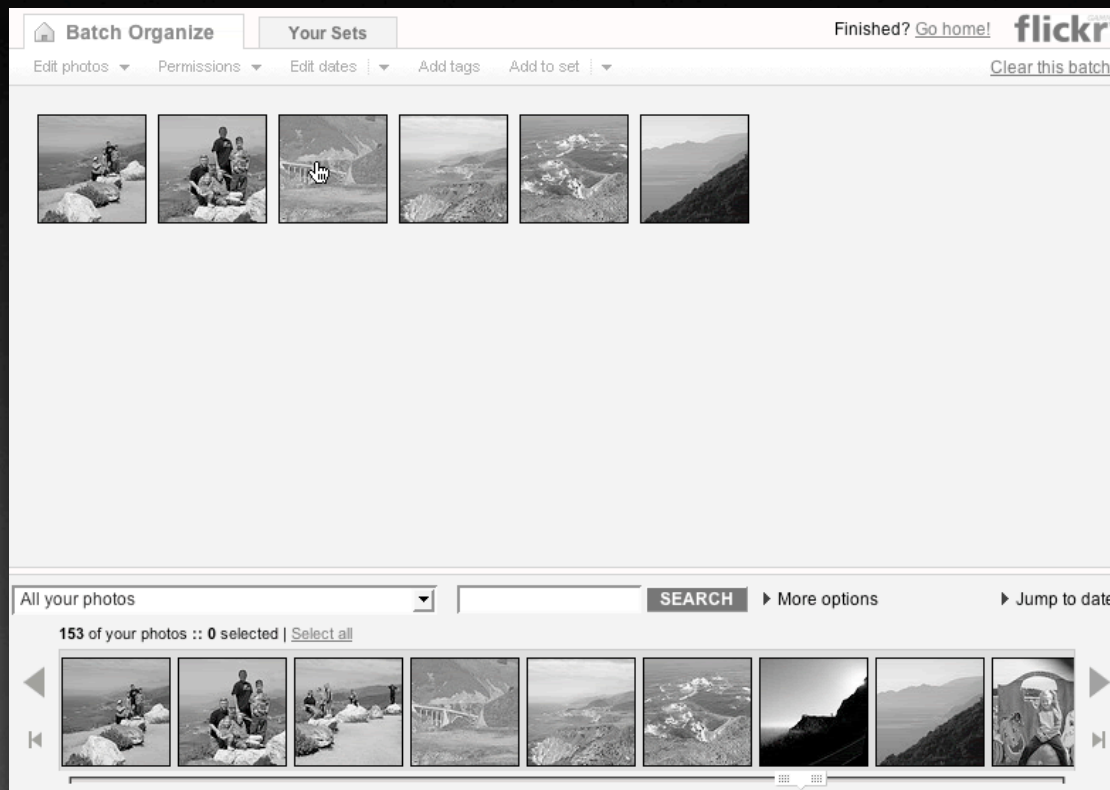 Batch Organize Your Sets Finished? Go home! flickr
Edit photos Permissions Edit dates Add tags Add to set Clear this batch
All your photos SEARCH More options Jump to date
153 of your photos :: 0 selected | Select all